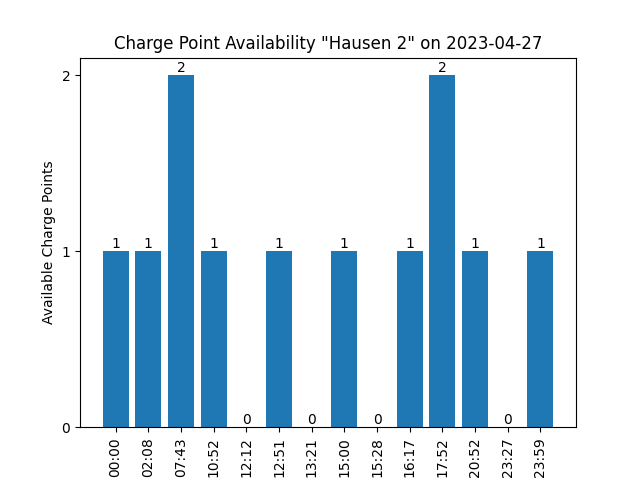 Charge Point Availability "Hausen 2" on 2023-04-27
Available Charge Points
2
1
0
1 1 2 1 0 1 0 1 0 1 2 1 0 1
00:00 02:08 07:43 10:52 12:12 12:51 13:21 15:00 15:28 16:17 17:52 20:52 23:27 23:59